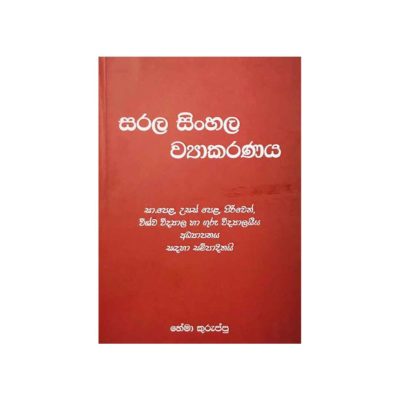 සරල සිංහල
ව්‍යාකරණය
සා.පෙළ, උසස් පෙළ, පිරිවෙන්,
විශ්ව විද්‍යාල හා ගුරු විද්‍යාලයීය
අධ්‍යාපනය
සඳහා සම්පාදිතයි
හේමා කුරුප්පු